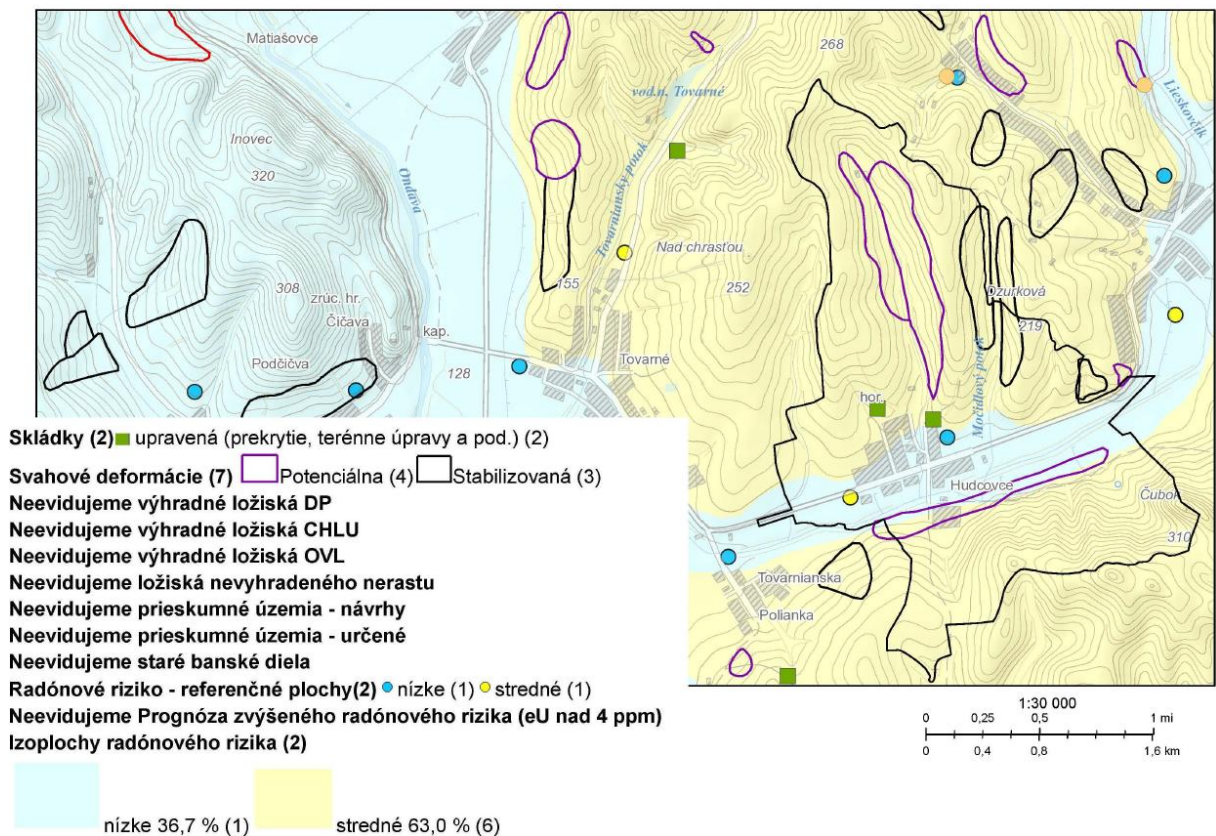 Matiašovce
268
Lieskovčík
vod.n. Tovarné
Inovec
320
Ondava
Tovarniansky potok
Nad chrasťou
155
252
308
zrúc. hr.
Čičava
kap.
Dzurková
219
Podčičva
128
Tovarné
hor.
Močidlový potok
Hudcovce
Čubok
310
Tovarnianska
Polianka
Skládky (2) upravená (prekrytie, terénne úpravy a pod.) (2)
Svahové deformácie (7) Potenciálna (4) Stabilizovaná (3)
Neevidujeme výhradné ložiská DP
Neevidujeme výhradné ložiská CHLU
Neevidujeme výhradné ložiská OVL
Neevidujeme ložiská nevyhradeného nerastu
Neevidujeme prieskumné územia - návrhy
Neevidujeme prieskumné územia - určené
Neevidujeme staré banské diela
Radónové riziko - referenčné plochy(2) nízke (1) stredné (1)
Neevidujeme Prognóza zvýšeného radónového rizika (eU nad 4 ppm)
Izoplochy radónového rizika (2)
nízke 36,7 % (1) stredné 63,0 % (6)
1:30 000
0 0,25 0,5 1 mi
0 0,4 0,8 1,6 km